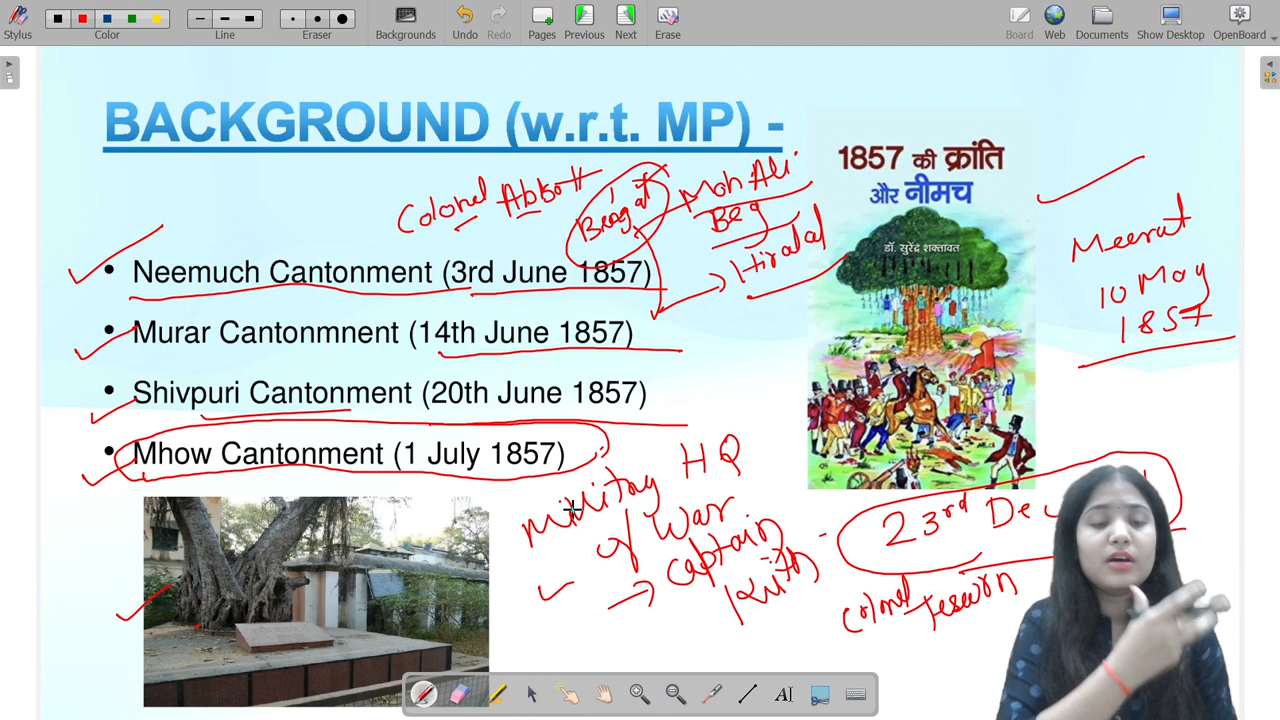 Stylus
Color
Line
Eraser
Backgrounds
Undo
Redo
Pages
Previous
Next
Erase
Board
Web
Documents
Show Desktop
OpenBoard
BACKGROUND (w.r.t. MP) -
Colonel Abbott
Moh Ali
Beg
Hiralal
• Neemuch Cantonment (3rd June 1857)
• Murar Cantonmnent (14th June 1857)
• Shivpuri Cantonment (20th June 1857)
• Mhow Cantonment (1 July 1857)
1857 की क्रांति
और नीमच
डॉ. सुरेंद्र शक्तावत
Meerat
10 May
1857
Military HQ
of War
Captain
23rd De
Colonel